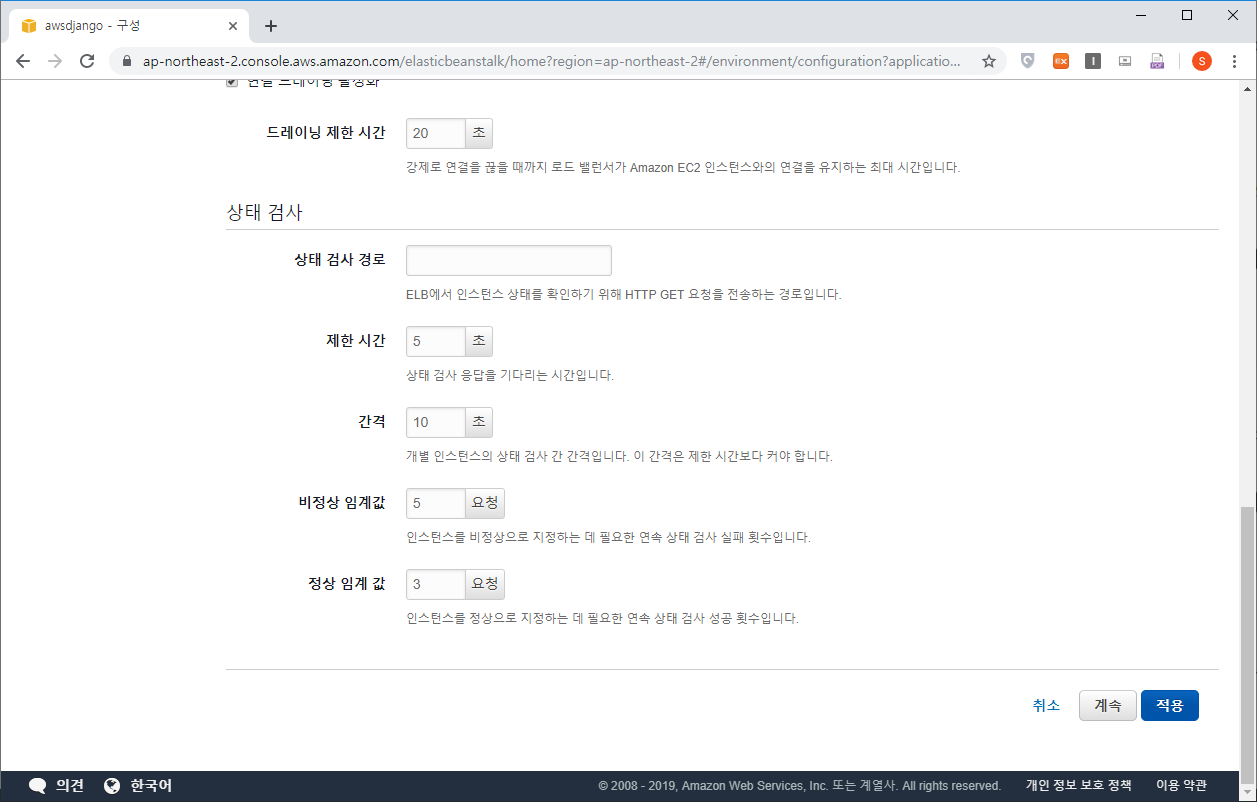 awsdjango - 구성
ap-northeast-2.console.aws.amazon.com/elasticbeanstalk/home?region=ap-northeast-2#/environment/configuration?applicatio...
EX
I
PDF
S
연결 드레이닝 활성화
드레이닝 제한 시간
20 초
강제로 연결을 끊을 때까지 로드 밸런서가 Amazon EC2 인스턴스와의 연결을 유지하는 최대 시간입니다.
상태 검사
상태 검사 경로
ELB에서 인스턴스 상태를 확인하기 위해 HTTP GET 요청을 전송하는 경로입니다.
제한 시간
5 초
상태 검사 응답을 기다리는 시간입니다.
간격
10 초
개별 인스턴스의 상태 검사 간 간격입니다. 이 간격은 제한 시간보다 커야 합니다.
비정상 임계값
5 요청
인스턴스를 비정상으로 지정하는 데 필요한 연속 상태 검사 실패 횟수입니다.
정상 임계 값
3 요청
인스턴스를 정상으로 지정하는 데 필요한 연속 상태 검사 성공 횟수입니다.
취소 계속 적용
의견 한국어 © 2008 - 2019, Amazon Web Services, Inc. 또는 계열사. All rights reserved. 개인 정보 보호 정책 이용 약관